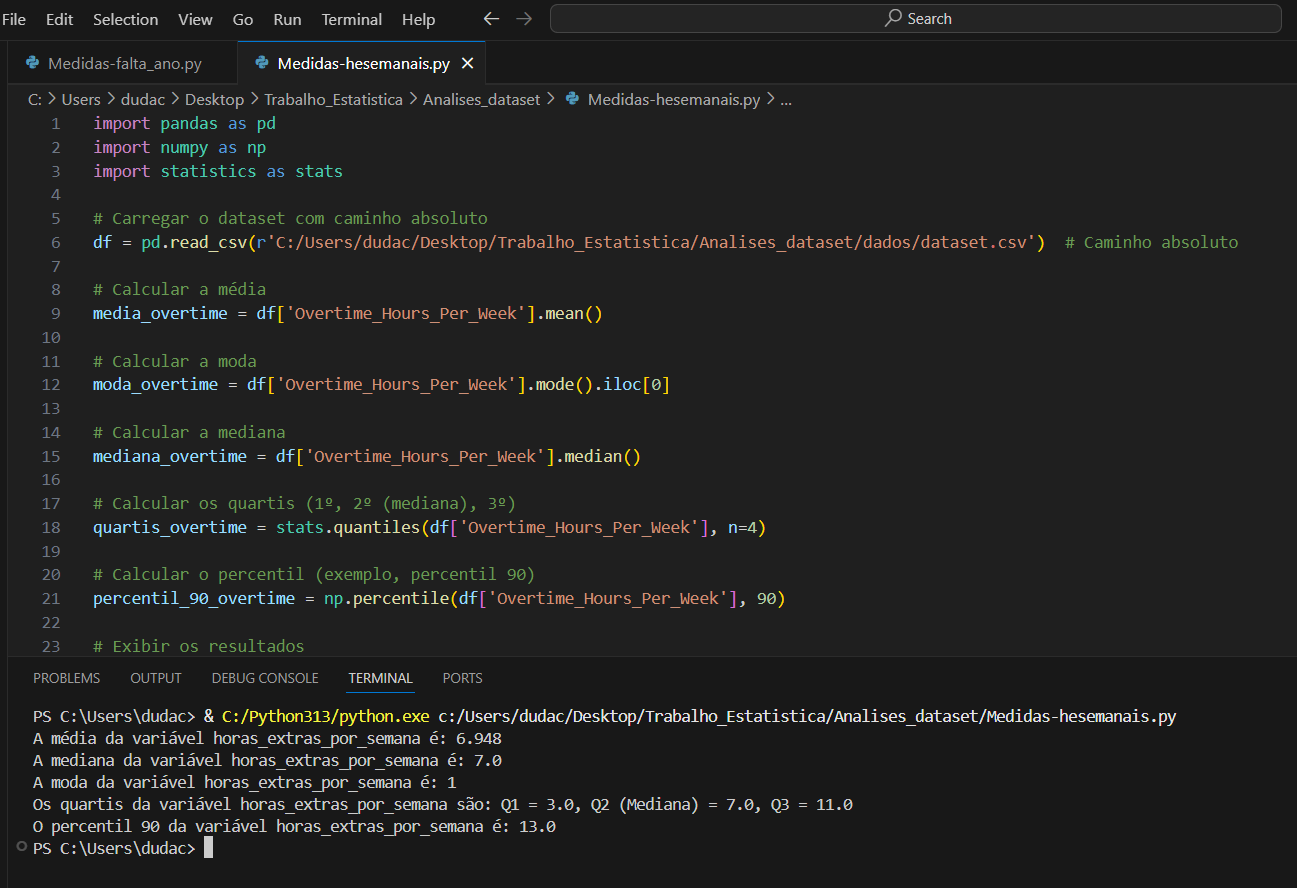 File Edit Selection View Go Run Terminal Help ← → Search
Medidas-falta_ano.py Medidas-hesemanais.py ×
C: > Users > dudac > Desktop > Trabalho_Estatistica > Analises_dataset > Medidas-hesemanais.py > ...
1 import pandas as pd
2 import numpy as np
3 import statistics as stats
4
5 # Carregar o dataset com caminho absoluto
6 df = pd.read_csv(r'C:/Users/dudac/Desktop/Trabalho_Estatistica/Analises_dataset/dados/dataset.csv')  # Caminho absoluto
7
8 # Calcular a média
9 media_overtime = df['Overtime_Hours_Per_Week'].mean()
10
11 # Calcular a moda
12 moda_overtime = df['Overtime_Hours_Per_Week'].mode().iloc[0]
13
14 # Calcular a mediana
15 mediana_overtime = df['Overtime_Hours_Per_Week'].median()
16
17 # Calcular os quartis (1º, 2º (mediana), 3º)
18 quartis_overtime = stats.quantiles(df['Overtime_Hours_Per_Week'], n=4)
19
20 # Calcular o percentil (exemplo, percentil 90)
21 percentil_90_overtime = np.percentile(df['Overtime_Hours_Per_Week'], 90)
22
23 # Exibir os resultados
PROBLEMS OUTPUT DEBUG CONSOLE TERMINAL PORTS
PS C:\Users\dudac> & C:/Python313/python.exe c:/Users/dudac/Desktop/Trabalho_Estatistica/Analises_dataset/Medidas-hesemanais.py
A média da variável horas_extras_por_semana é: 6.948
A mediana da variável horas_extras_por_semana é: 7.0
A moda da variável horas_extras_por_semana é: 1
Os quartis da variável horas_extras_por_semana são: Q1 = 3.0, Q2 (Mediana) = 7.0, Q3 = 11.0
O percentil 90 da variável horas_extras_por_semana é: 13.0
PS C:\Users\dudac>